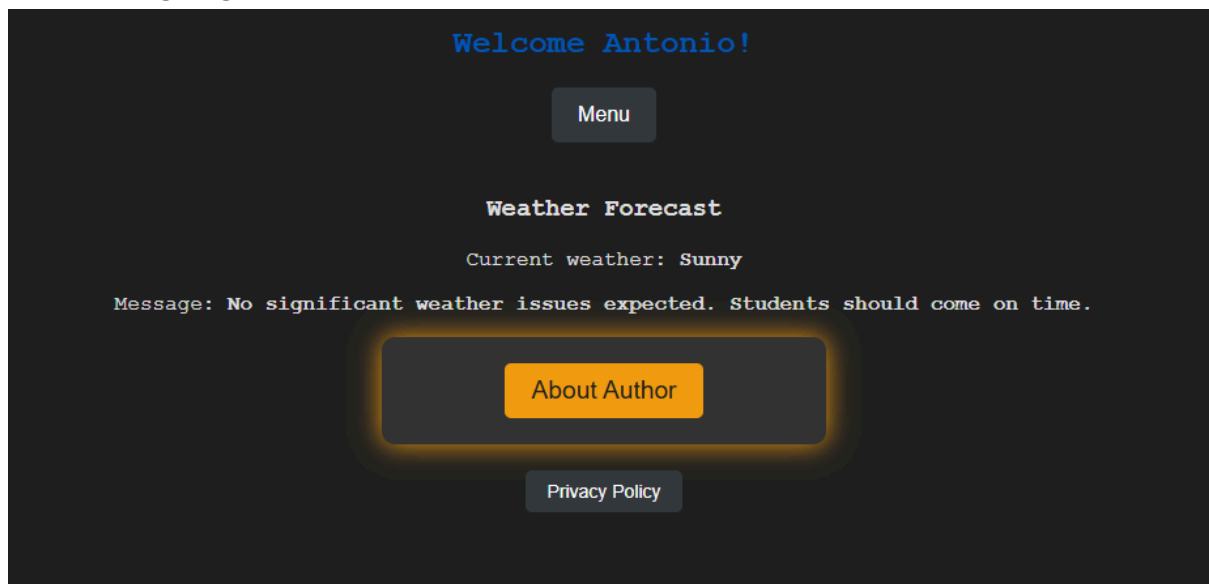 Welcome Antonio!
Menu
Weather Forecast
Current weather: Sunny
Message: No significant weather issues expected. Students should come on time.
About Author
Privacy Policy